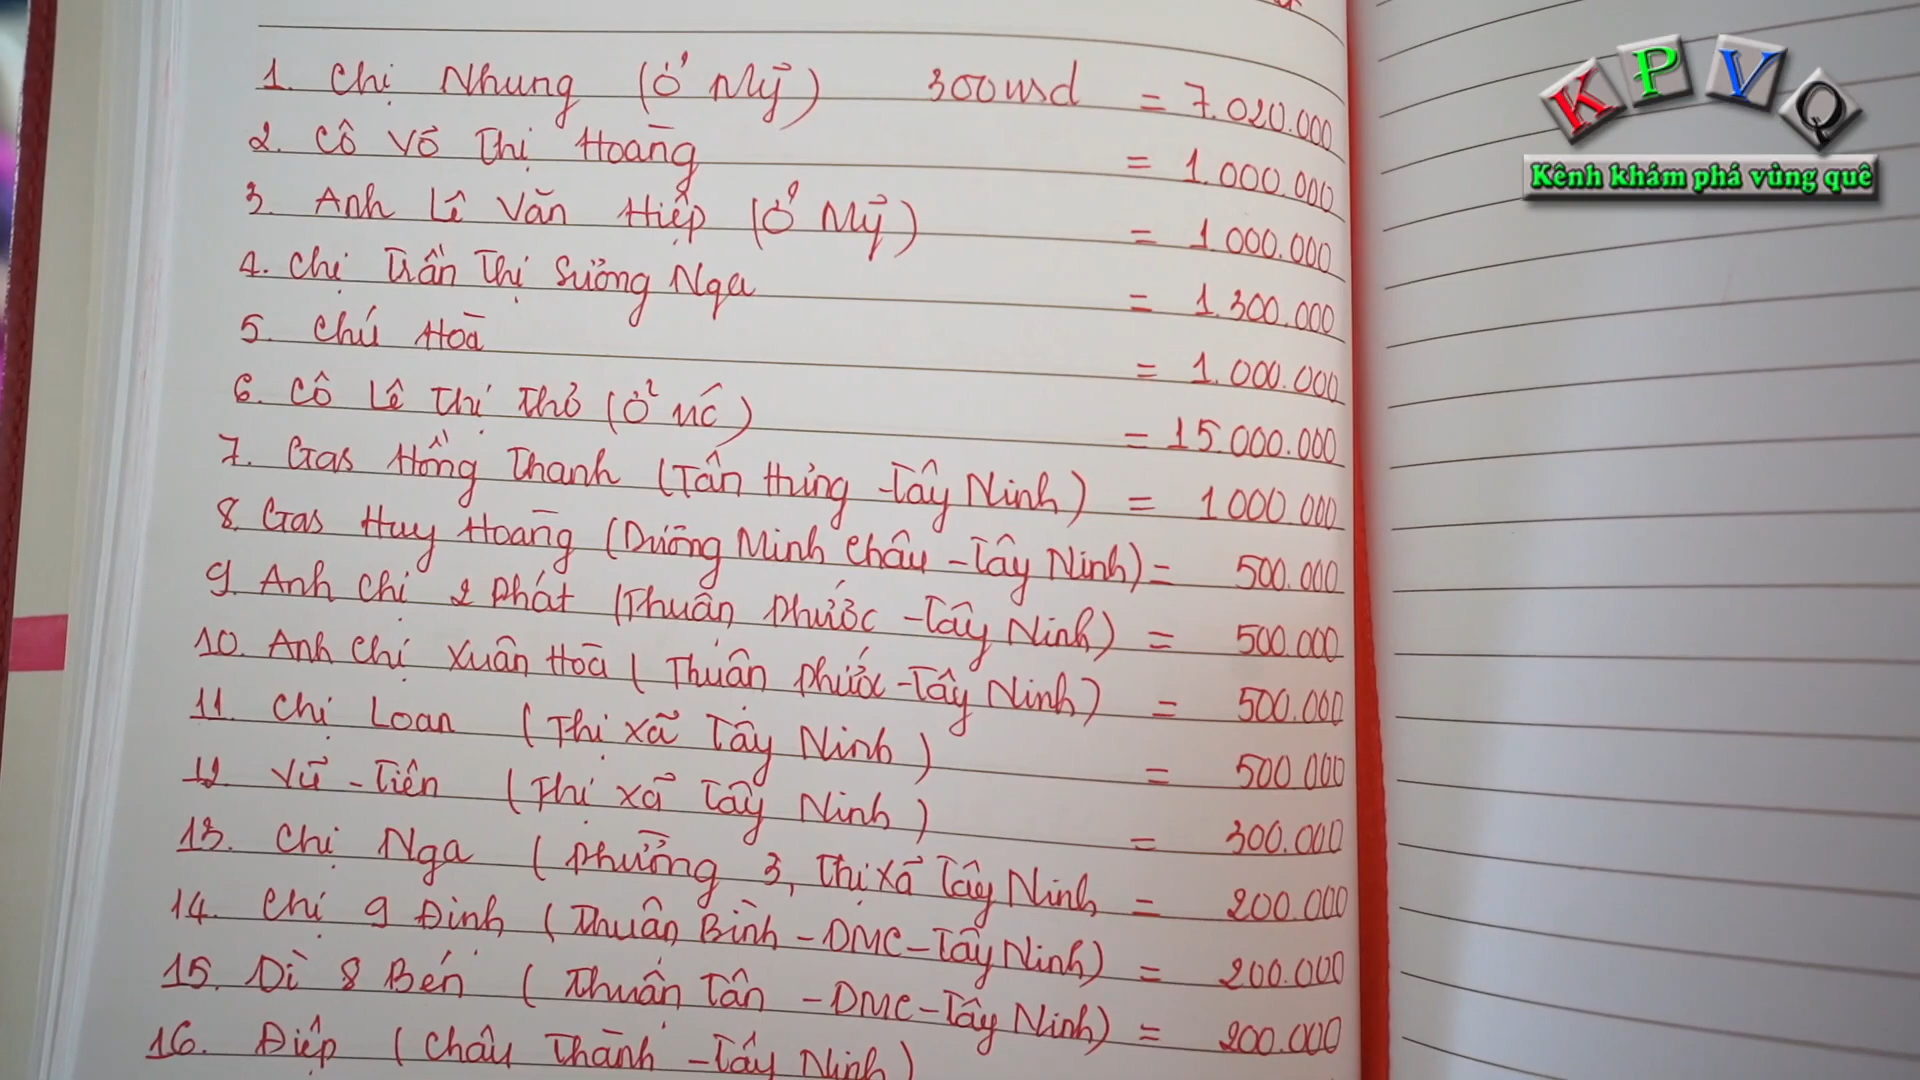 1. Chị Nhung (Ở Mỹ) 300usd = 7.020.000
2. Cô Võ Thị Hoàng = 1.000.000
3. Anh Lê Văn Hiệp (Ở Mỹ) = 1.000.000
4. Chị Trần Thị Sương Nga = 1.300.000
5. Chú Hoà = 1.000.000
6. Cô Lê Thị Thơ (Ở Úc) = 15.000.000
7. Gas Hồng Thanh (Tân Hưng - Tây Ninh) = 1.000.000
8. Gas Huy Hoàng (Dương Minh Châu - Tây Ninh) = 500.000
9. Anh Chị 2 Phát (Thuận Phước - Tây Ninh) = 500.000
10. Anh Chị Xuân Hoà (Thuận Phước - Tây Ninh) = 500.000
11. Chị Loan (Thị Xã Tây Ninh) = 500.000
12. Vũ - Tiên (Thị Xã Tây Ninh) = 300.000
13. Chị Nga (Phường 3, Thị Xã Tây Ninh = 200.000
14. Chị 9 Đinh (Thuận Bình - DMC - Tây Ninh) = 200.000
15. Dì 8 Bén (Thuận Tân - DMC - Tây Ninh) = 200.000
16. Điệp (Châu Thành - Tây Ninh)
KPVQ
Kênh khám phá vùng quê